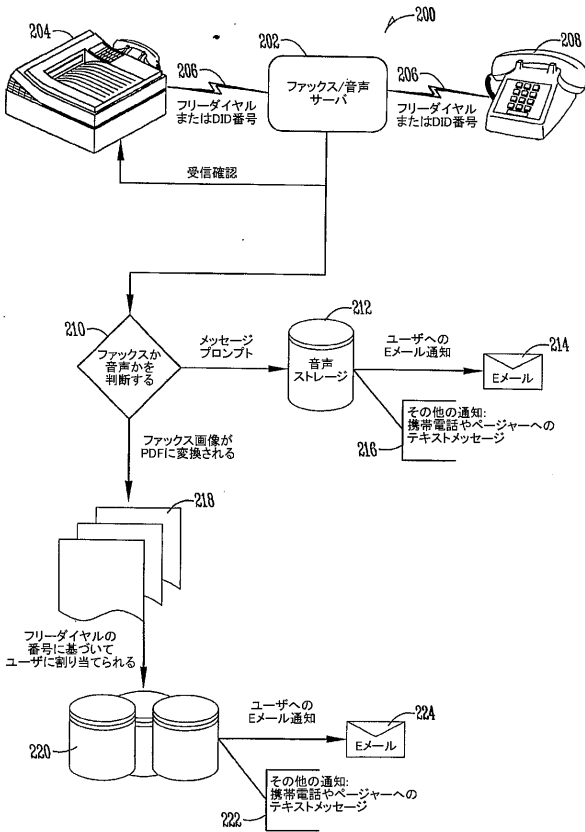 200
204
202
208
206
206
ファックス/音声
サーバ
フリーダイヤル
またはDID番号
フリーダイヤル
またはDID番号
受信確認
210
ファックスか
音声かを
判断する
メッセージ
プロンプト
212
音声
ストレージ
ユーザへの
Eメール通知
214
Eメール
その他の通知:
携帯電話やページャーへの
テキストメッセージ
216
ファックス画像が
PDFに変換される
218
フリーダイヤルの
番号に基づいて
ユーザに割り当てられる
220
ユーザへの
Eメール通知
224
Eメール
その他の通知:
携帯電話やページャーへの
テキストメッセージ
222